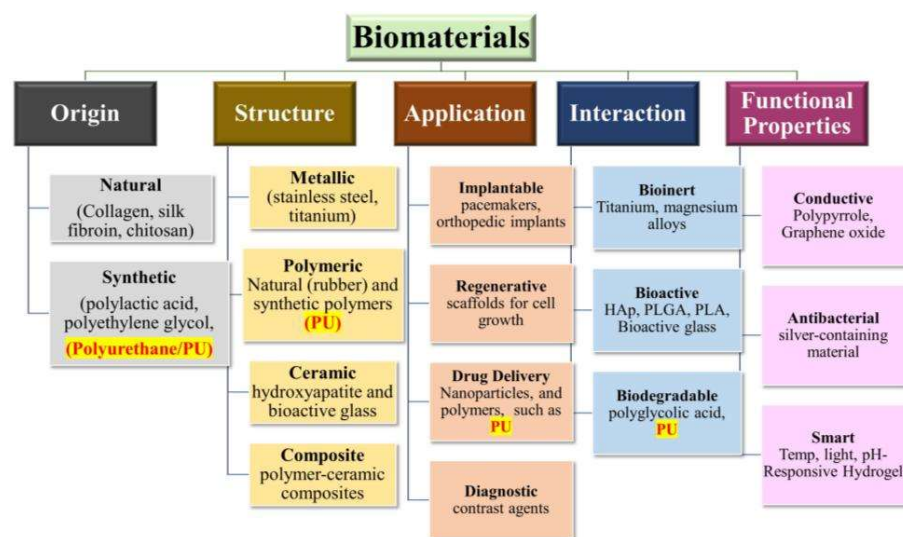 Biomaterials
Origin
Structure
Application
Interaction
Functional
Properties
Natural
(Collagen, silk
fibroin, chitosan)
Synthetic
(polylactic acid,
polyethylene glycol,
(Polyurethane/PU)
Metallic
(stainless steel,
titanium)
Polymeric
Natural (rubber) and
synthetic polymers
(PU)
Ceramic
hydroxyapatite and
bioactive glass
Composite
polymer-ceramic
composites
Implantable
pacemakers,
orthopedic implants
Regenerative
scaffolds for cell
growth
Drug Delivery
Nanoparticles, and
polymers, such as
PU
Diagnostic
contrast agents
Bioinert
Titanium, magnesium
alloys
Bioactive
HAp, PLGA, PLA,
Bioactive glass
Biodegradable
polyglycolic acid,
PU
Conductive
Polypyrrole,
Graphene oxide
Antibacterial
silver-containing
material
Smart
Temp, light, pH-
Responsive Hydrogel